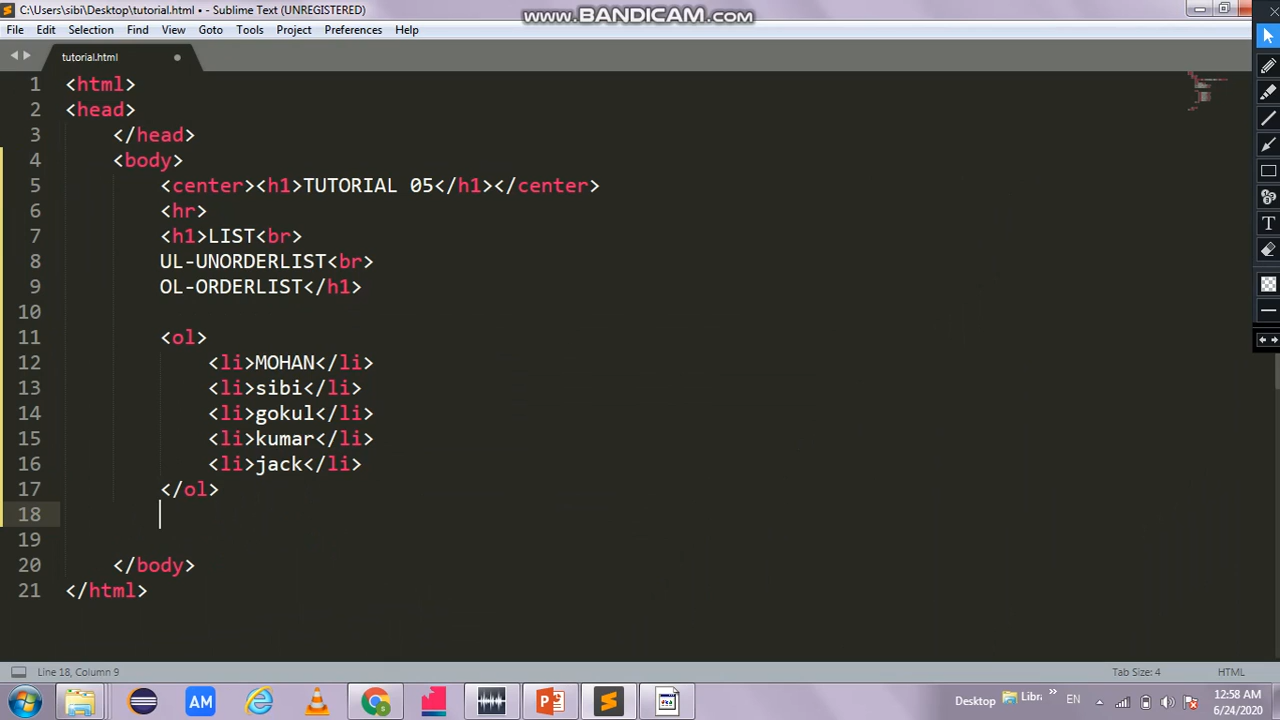 C:\Users\sibi\Desktop\tutorial.html • - Sublime Text (UNREGISTERED)
www.BANDICAM.com
File Edit Selection Find View Goto Tools Project Preferences Help
tutorial.html
1 <html>
2 <head>
3 </head>
4 <body>
5 <center><h1>TUTORIAL 05</h1></center>
6 <hr>
7 <h1>LIST<br>
8 UL-UNORDERLIST<br>
9 OL-ORDERLIST</h1>
10
11 <ol>
12 <li>MOHAN</li>
13 <li>sibi</li>
14 <li>gokul</li>
15 <li>kumar</li>
16 <li>jack</li>
17 </ol>
18
19
20 </body>
21 </html>
Line 18, Column 9 Tab Size: 4 HTML
AM Desktop Libra EN 12:58 AM
6/24/2020